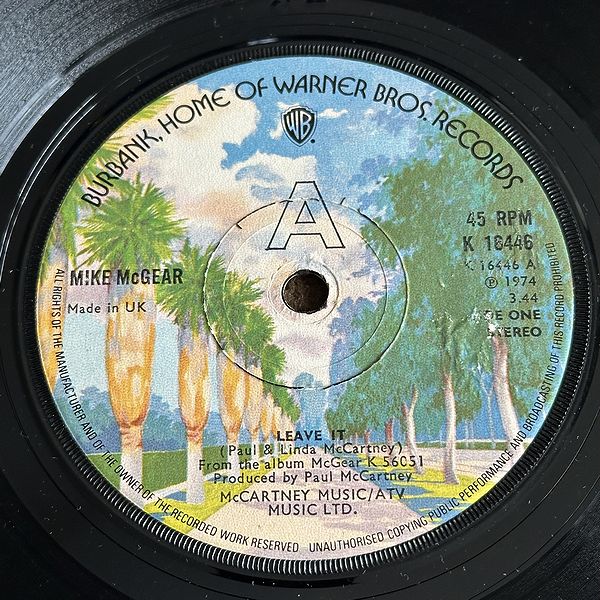 BURBANK, HOME OF WARNER BROS. RECORDS
WB
A
45 RPM
K 16446
K 16446 A
MIKE McGEAR
Ⓟ 1974
Made in UK
3.44
SIDE ONE
STEREO
LEAVE IT
(Paul & Linda McCartney)
From the album McGear K 56051
Produced by Paul McCartney
McCARTNEY MUSIC/ATV
MUSIC LTD.
ALL RIGHTS OF THE MANUFACTURER AND OF THE OWNER OF THE RECORDED WORK RESERVED UNAUTHORISED COPYING PUBLIC PERFORMANCE AND BROADCASTING OF THIS RECORD PROHIBITED